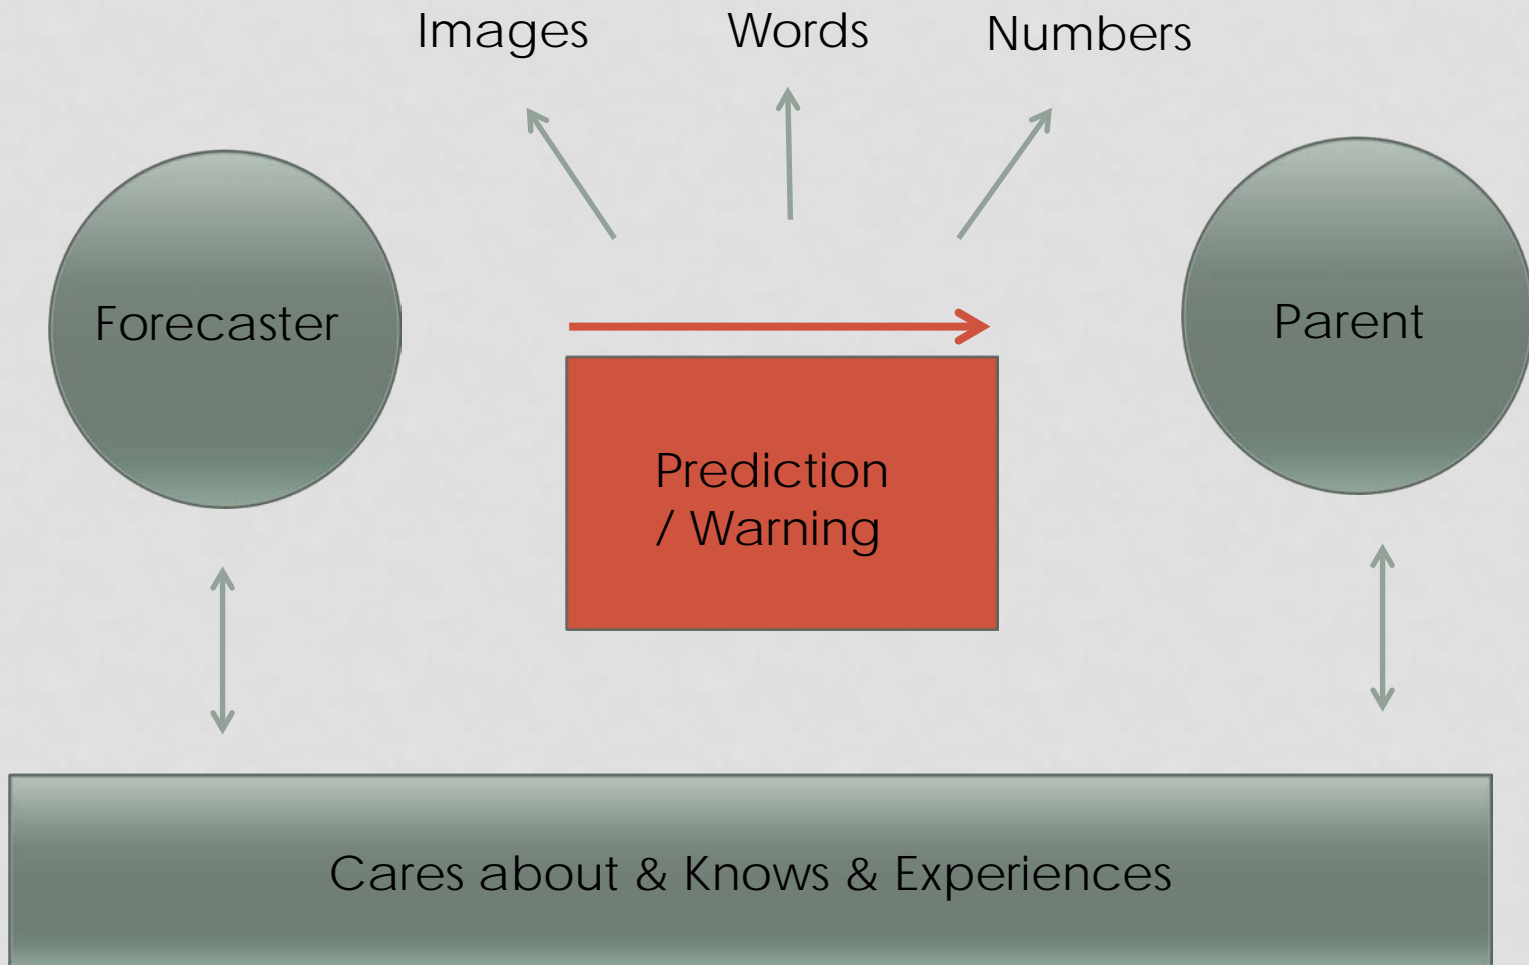 Images Words Numbers
Forecaster
Parent
Prediction
/ Warning
Cares about & Knows & Experiences